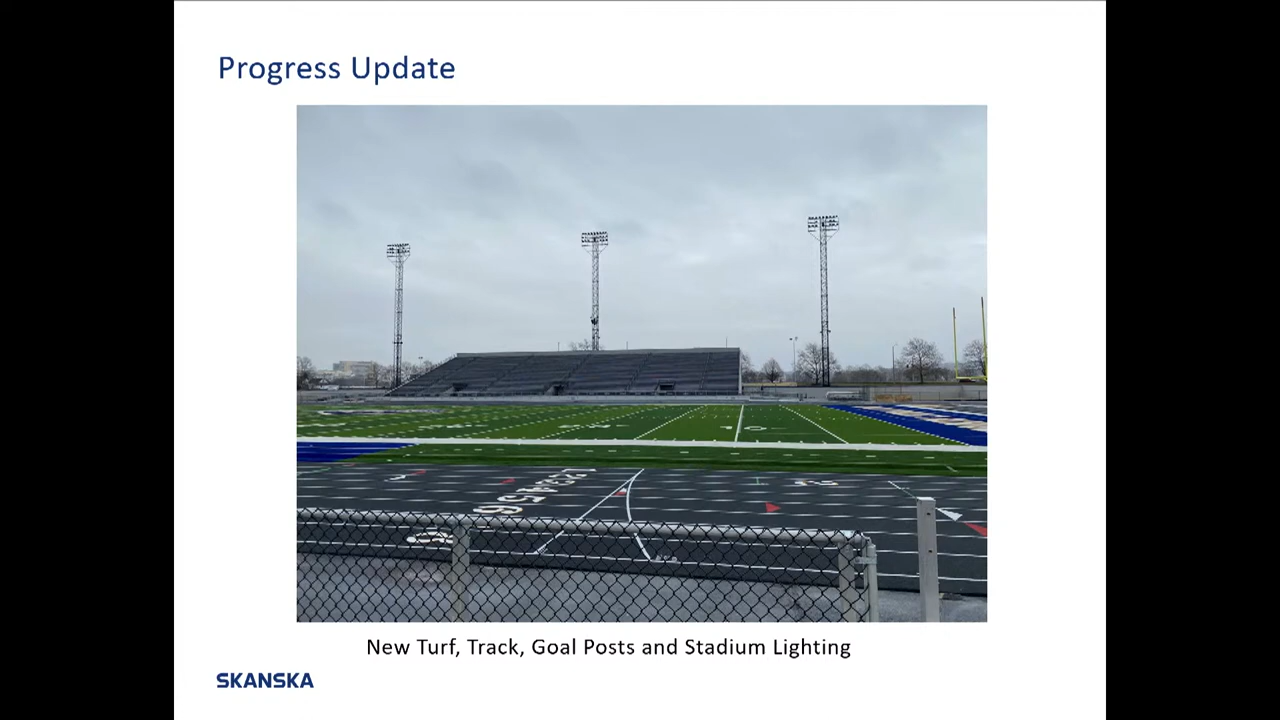 Progress Update
New Turf, Track, Goal Posts and Stadium Lighting
SKANSKA